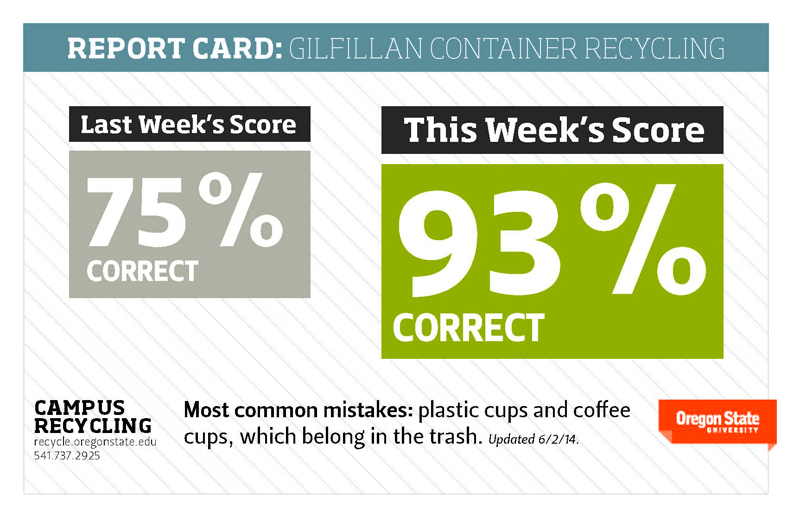 REPORT CARD: GILFILLAN CONTAINER RECYCLING
Last Week's Score
75%
CORRECT
This Week's Score
93%
CORRECT
CAMPUS
RECYCLING
recycle.oregonstate.edu
541.737.2925
Most common mistakes: plastic cups and coffee
cups, which belong in the trash. Updated 6/2/14.
Oregon State
UNIVERSITY